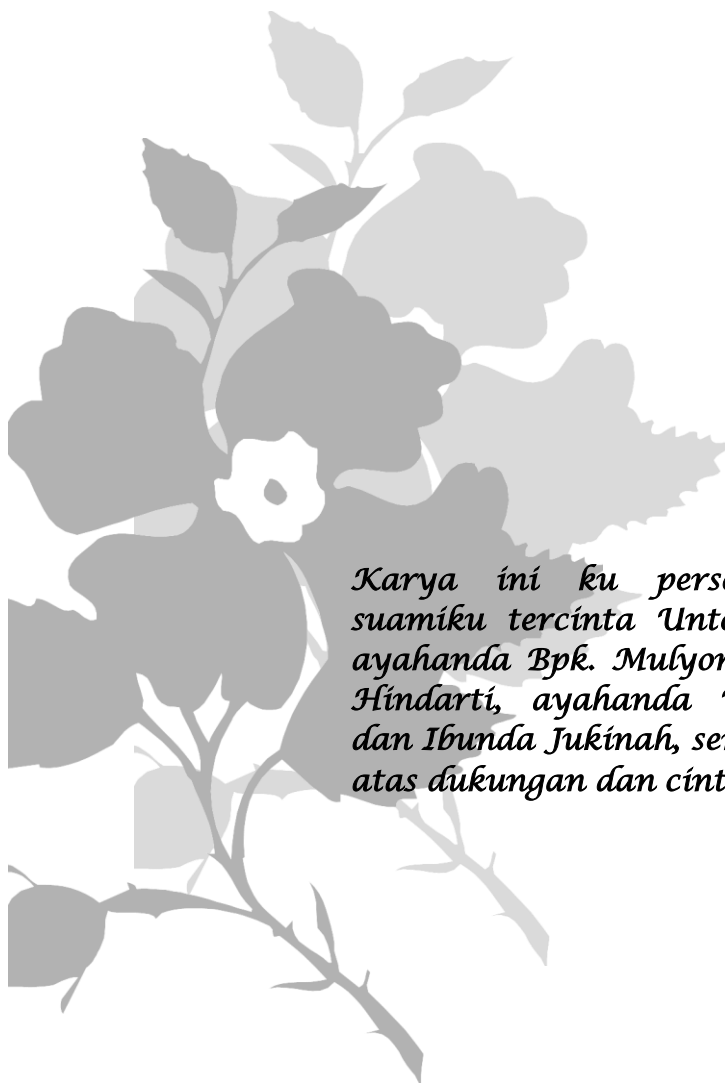 Karya ini ku
suamiku tercinta
ayahanda Bpk.
Hindarti, ayahanda
dan Ibunda Jukinah,
atas dukungan dan